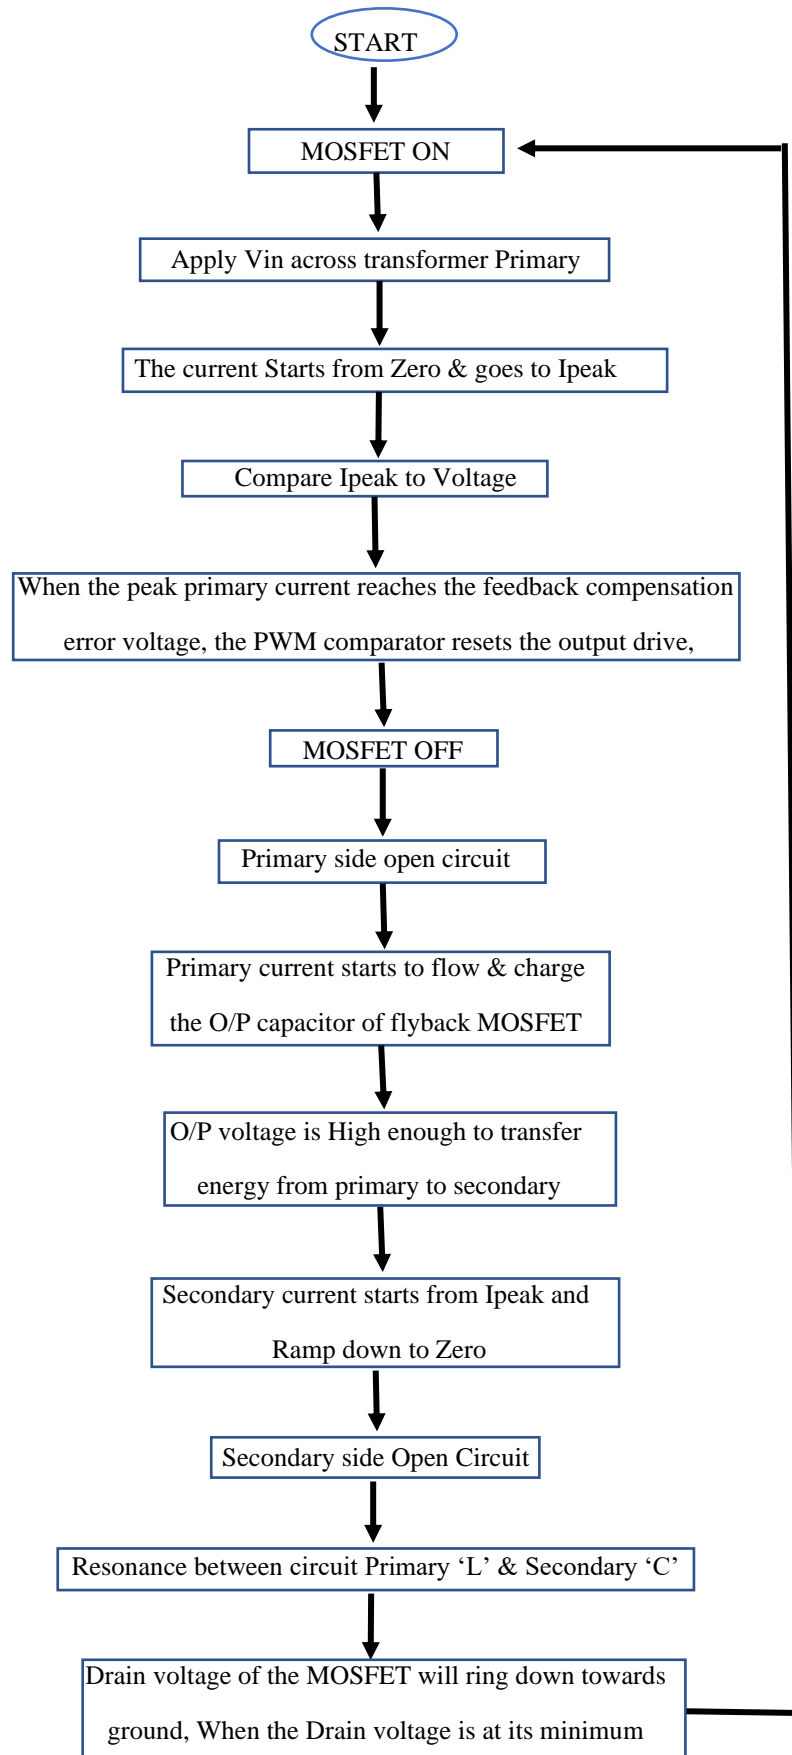 START
MOSFET ON
Apply Vin across transformer Primary
The current Starts from Zero & goes to Ipeak
Compare Ipeak to Voltage
When the peak primary current reaches the feedback compensation
error voltage, the PWM comparator resets the output drive,
MOSFET OFF
Primary side open circuit
Primary current starts to flow & charge
the O/P capacitor of flyback MOSFET
O/P voltage is High enough to transfer
energy from primary to secondary
Secondary current starts from Ipeak and
Ramp down to Zero
Secondary side Open Circuit
Resonance between circuit Primary ‘L’ & Secondary ‘C’
Drain voltage of the MOSFET will ring down towards
ground, When the Drain voltage is at its minimum